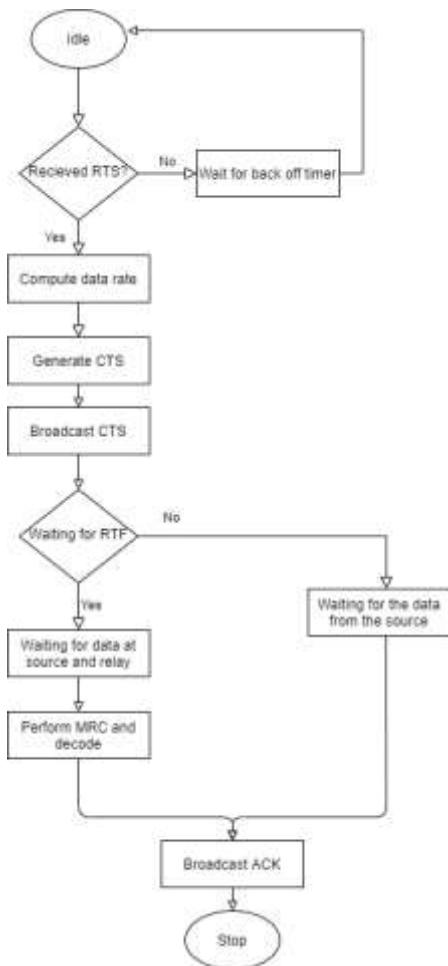 Idle
Recieved RTS?
No
Wait for back off timer
Yes
Compute data rate
Generate CTS
Broadcast CTS
Waiting for RTF
No
Yes
Waiting for the data
from the source
Waiting for data at
source and relay
Perform MRC and
decode
Broadcast ACK
Stop